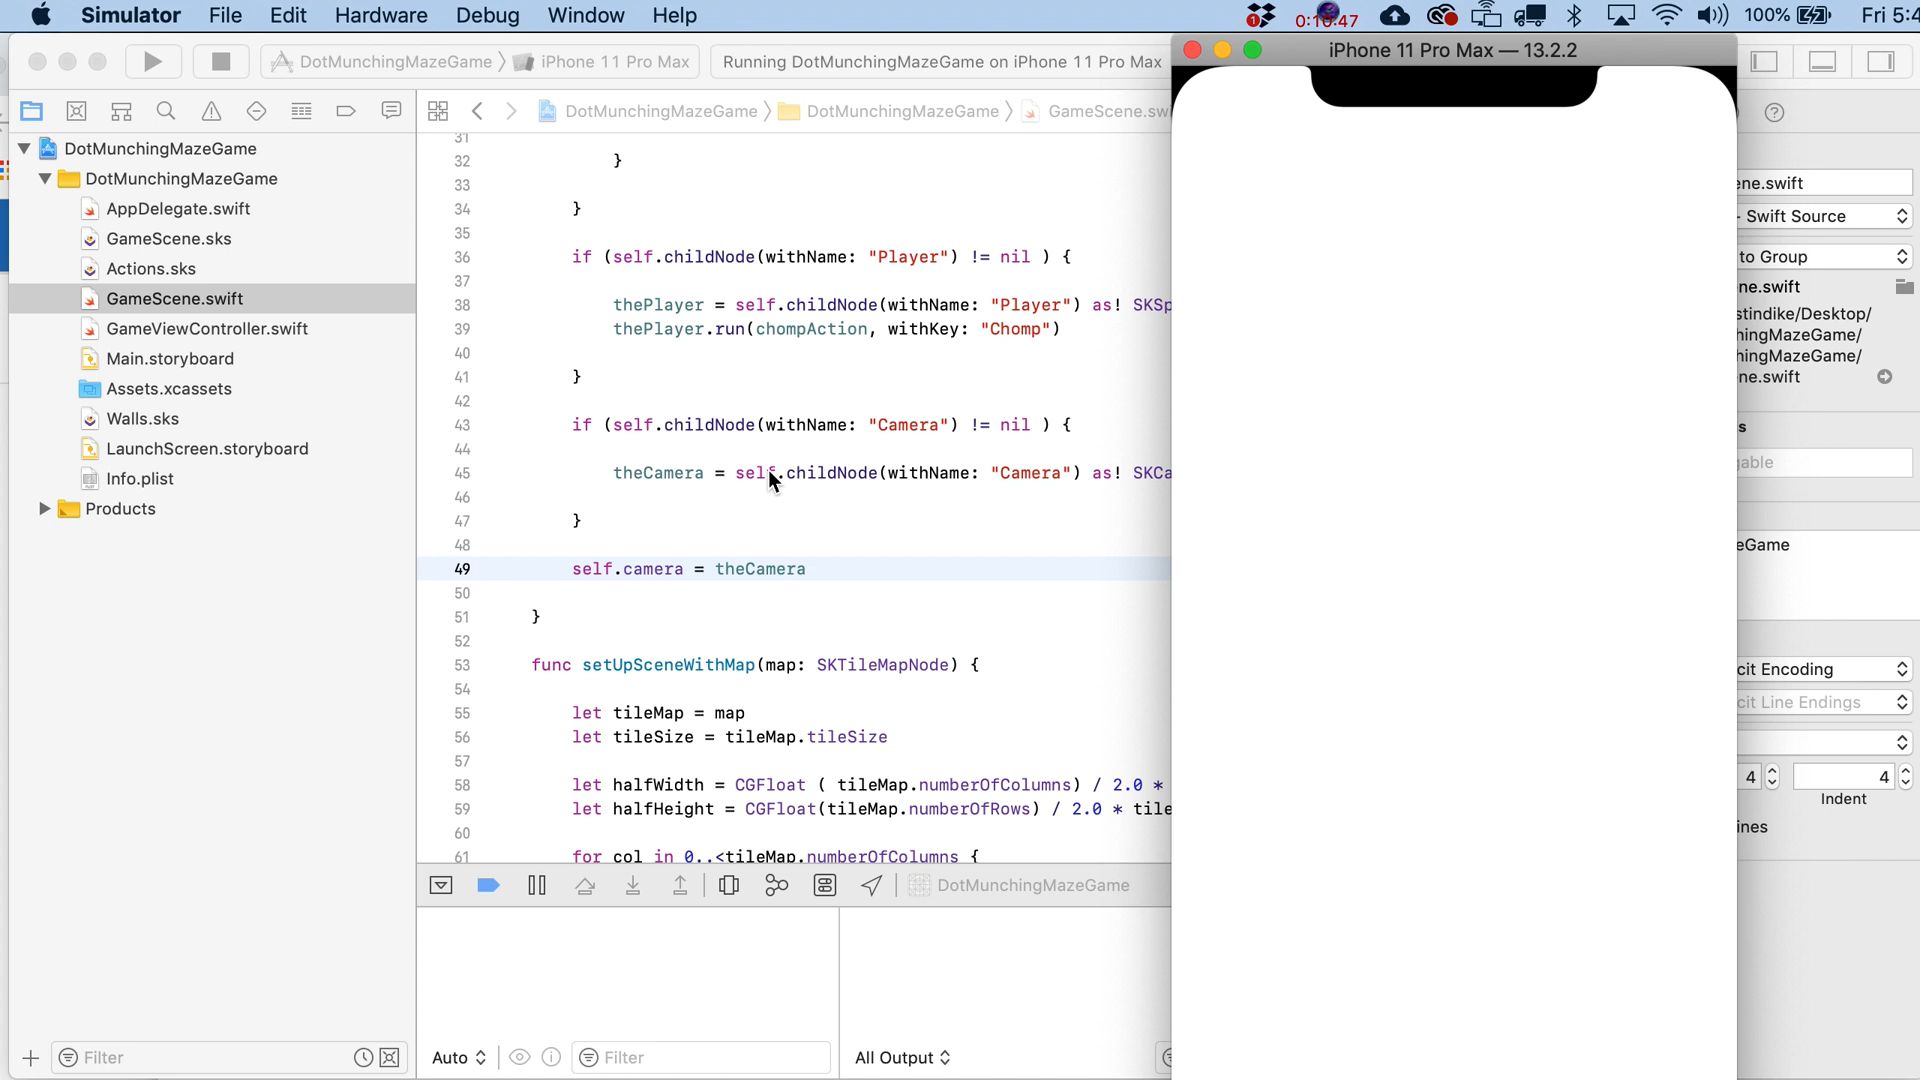 Simulator File Edit Hardware Debug Window Help 1 0:10:47 100% Fri 5:4
DotMunchingMazeGame iPhone 11 Pro Max Running DotMunchingMazeGame on iPhone 11 Pro Max
iPhone 11 Pro Max — 13.2.2
DotMunchingMazeGame DotMunchingMazeGame GameScene.sw
DotMunchingMazeGame
DotMunchingMazeGame
AppDelegate.swift
GameScene.sks
Actions.sks
GameScene.swift
GameViewController.swift
Main.storyboard
Assets.xcassets
Walls.sks
LaunchScreen.storyboard
Info.plist
Products
Filter
31
32 }
33
34 }
35
36 if (self.childNode(withName: "Player") != nil ) {
37
38 thePlayer = self.childNode(withName: "Player") as! SKSp
39 thePlayer.run(chompAction, withKey: "Chomp")
40
41 }
42
43 if (self.childNode(withName: "Camera") != nil ) {
44
45 theCamera = self.childNode(withName: "Camera") as! SKCa
46
47 }
48
49 self.camera = theCamera
50
51 }
52
53 func setUpSceneWithMap(map: SKTileMapNode) {
54
55 let tileMap = map
56 let tileSize = tileMap.tileSize
57
58 let halfWidth = CGFloat ( tileMap.numberOfColumns) / 2.0 *
59 let halfHeight = CGFloat(tileMap.numberOfRows) / 2.0 * tile
60
61 for col in 0..<tileMap.numberOfColumns {
DotMunchingMazeGame
Auto Filter All Output
ene.swift
- Swift Source
to Group
ne.swift
stindike/Desktop/
hingMazeGame/
hingMazeGame/
ne.swift
s
gable
eGame
cit Encoding
cit Line Endings
4 4
Indent
ines